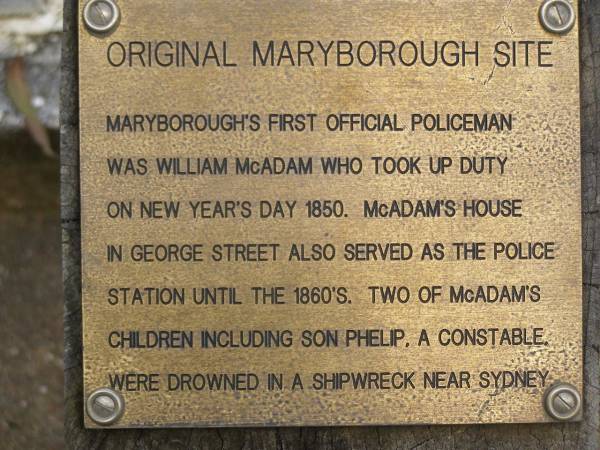 ORIGINAL MARYBOROUGH SITE
MARYBOROUGH'S FIRST OFFICIAL POLICEMAN
WAS WILLIAM McADAM WHO TOOK UP DUTY
ON NEW YEAR'S DAY 1850. McADAM'S HOUSE
IN GEORGE STREET ALSO SERVED AS THE POLICE
STATION UNTIL THE 1860'S. TWO OF McADAM'S
CHILDREN INCLUDING SON PHELIP, A CONSTABLE,
WERE DROWNED IN A SHIPWRECK NEAR SYDNEY.